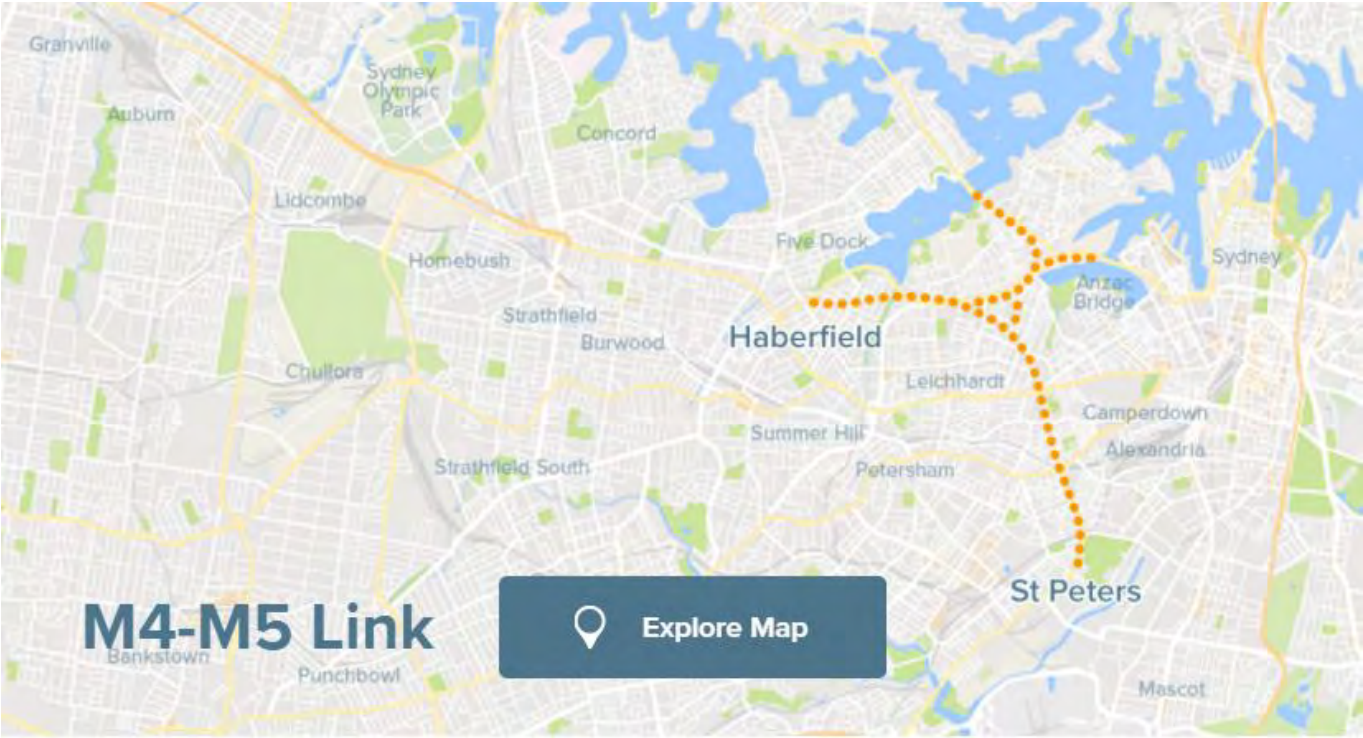 Granville
Sydney
Olympic
Park
Auburn
Concord
Lidcombe
Five Dock
Homebush
Sydney
Anzac
Bridge
Strathfield
Haberfield
Burwood
Chullora
Leichhardt
Camperdown
Summer Hill
Alexandria
Strathfield South
Petersham
St Peters
M4-M5 Link
Explore Map
Bankstown
Punchbowl
Mascot